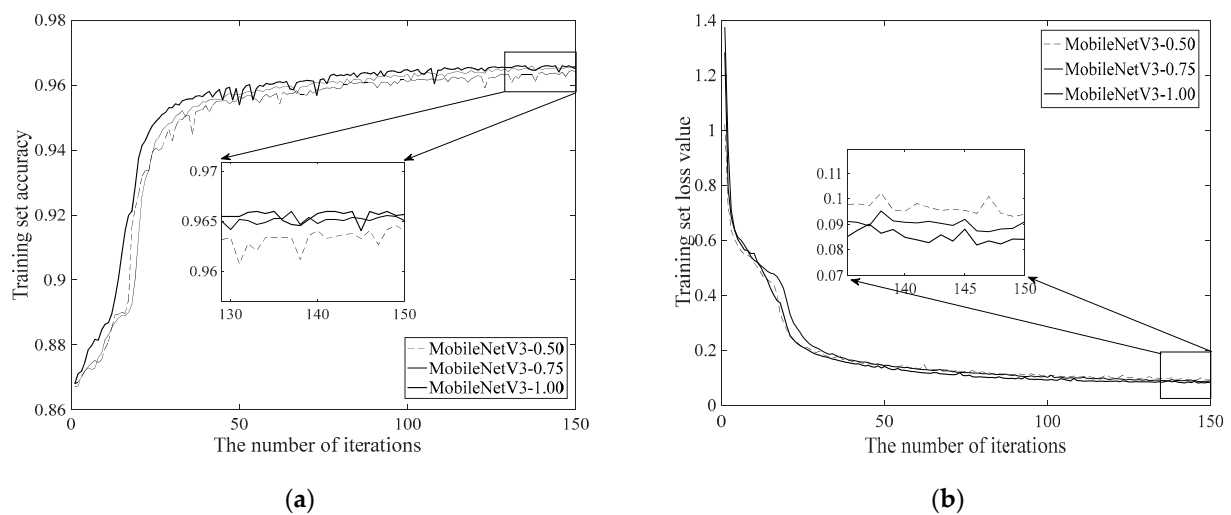 0.98
0.96
0.94
0.92
0.9
0.88
0.86
Training set accuracy
0.97
0.965
0.96
130 140 150
MobileNetV3-0.50
MobileNetV3-0.75
MobileNetV3-1.00
0 50 100 150
The number of iterations
(a)
1.4
1.2
1
0.8
0.6
0.4
0.2
0
Training set loss value
MobileNetV3-0.50
MobileNetV3-0.75
MobileNetV3-1.00
0.11
0.1
0.09
0.08
0.07
140 145 150
0 50 100 150
The number of iterations
(b)